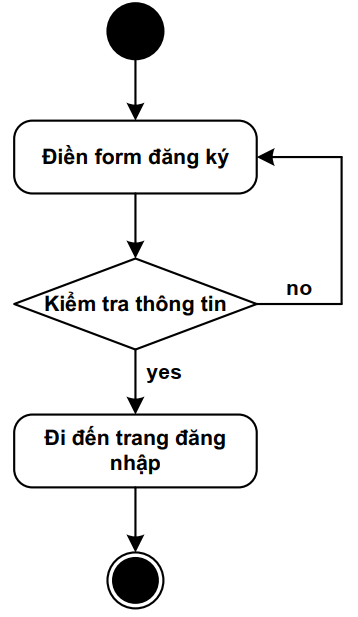 Điền form đăng ký
Kiểm tra thông tin
no
yes
Đi đến trang đăng
nhập